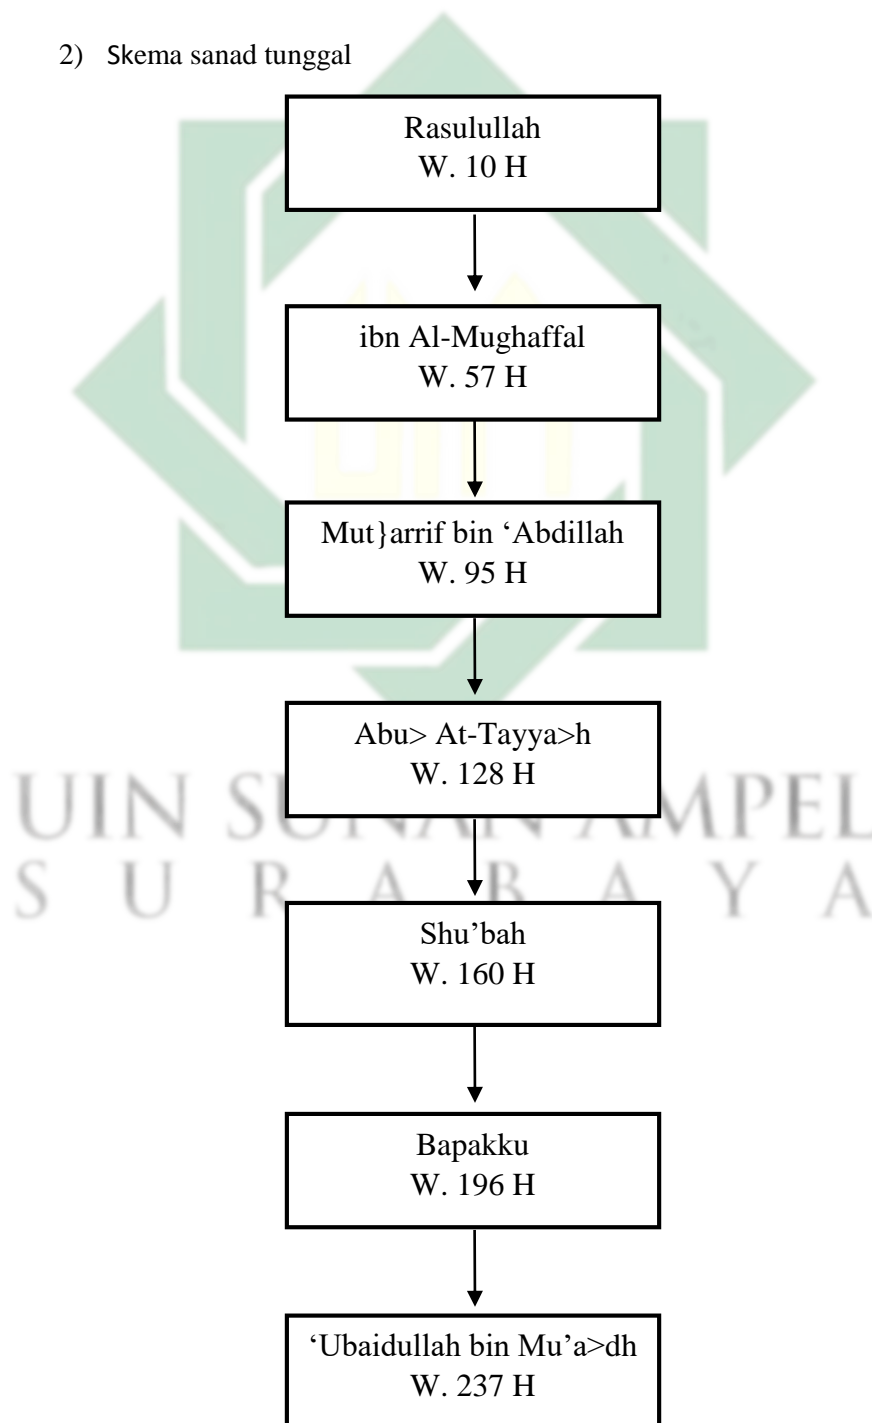 2) Skema sanad tunggal
Rasulullah
W. 10 H
ibn Al-Mughaffal
W. 57 H
Mut}arrif bin ‘Abdillah
W. 95 H
Abu> At-Tayya>h
W. 128 H
UIN SUNAN AMPEL
S U R A B A Y A
Shu’bah
W. 160 H
Bapakku
W. 196 H
‘Ubaidullah bin Mu’a>dh
W. 237 H